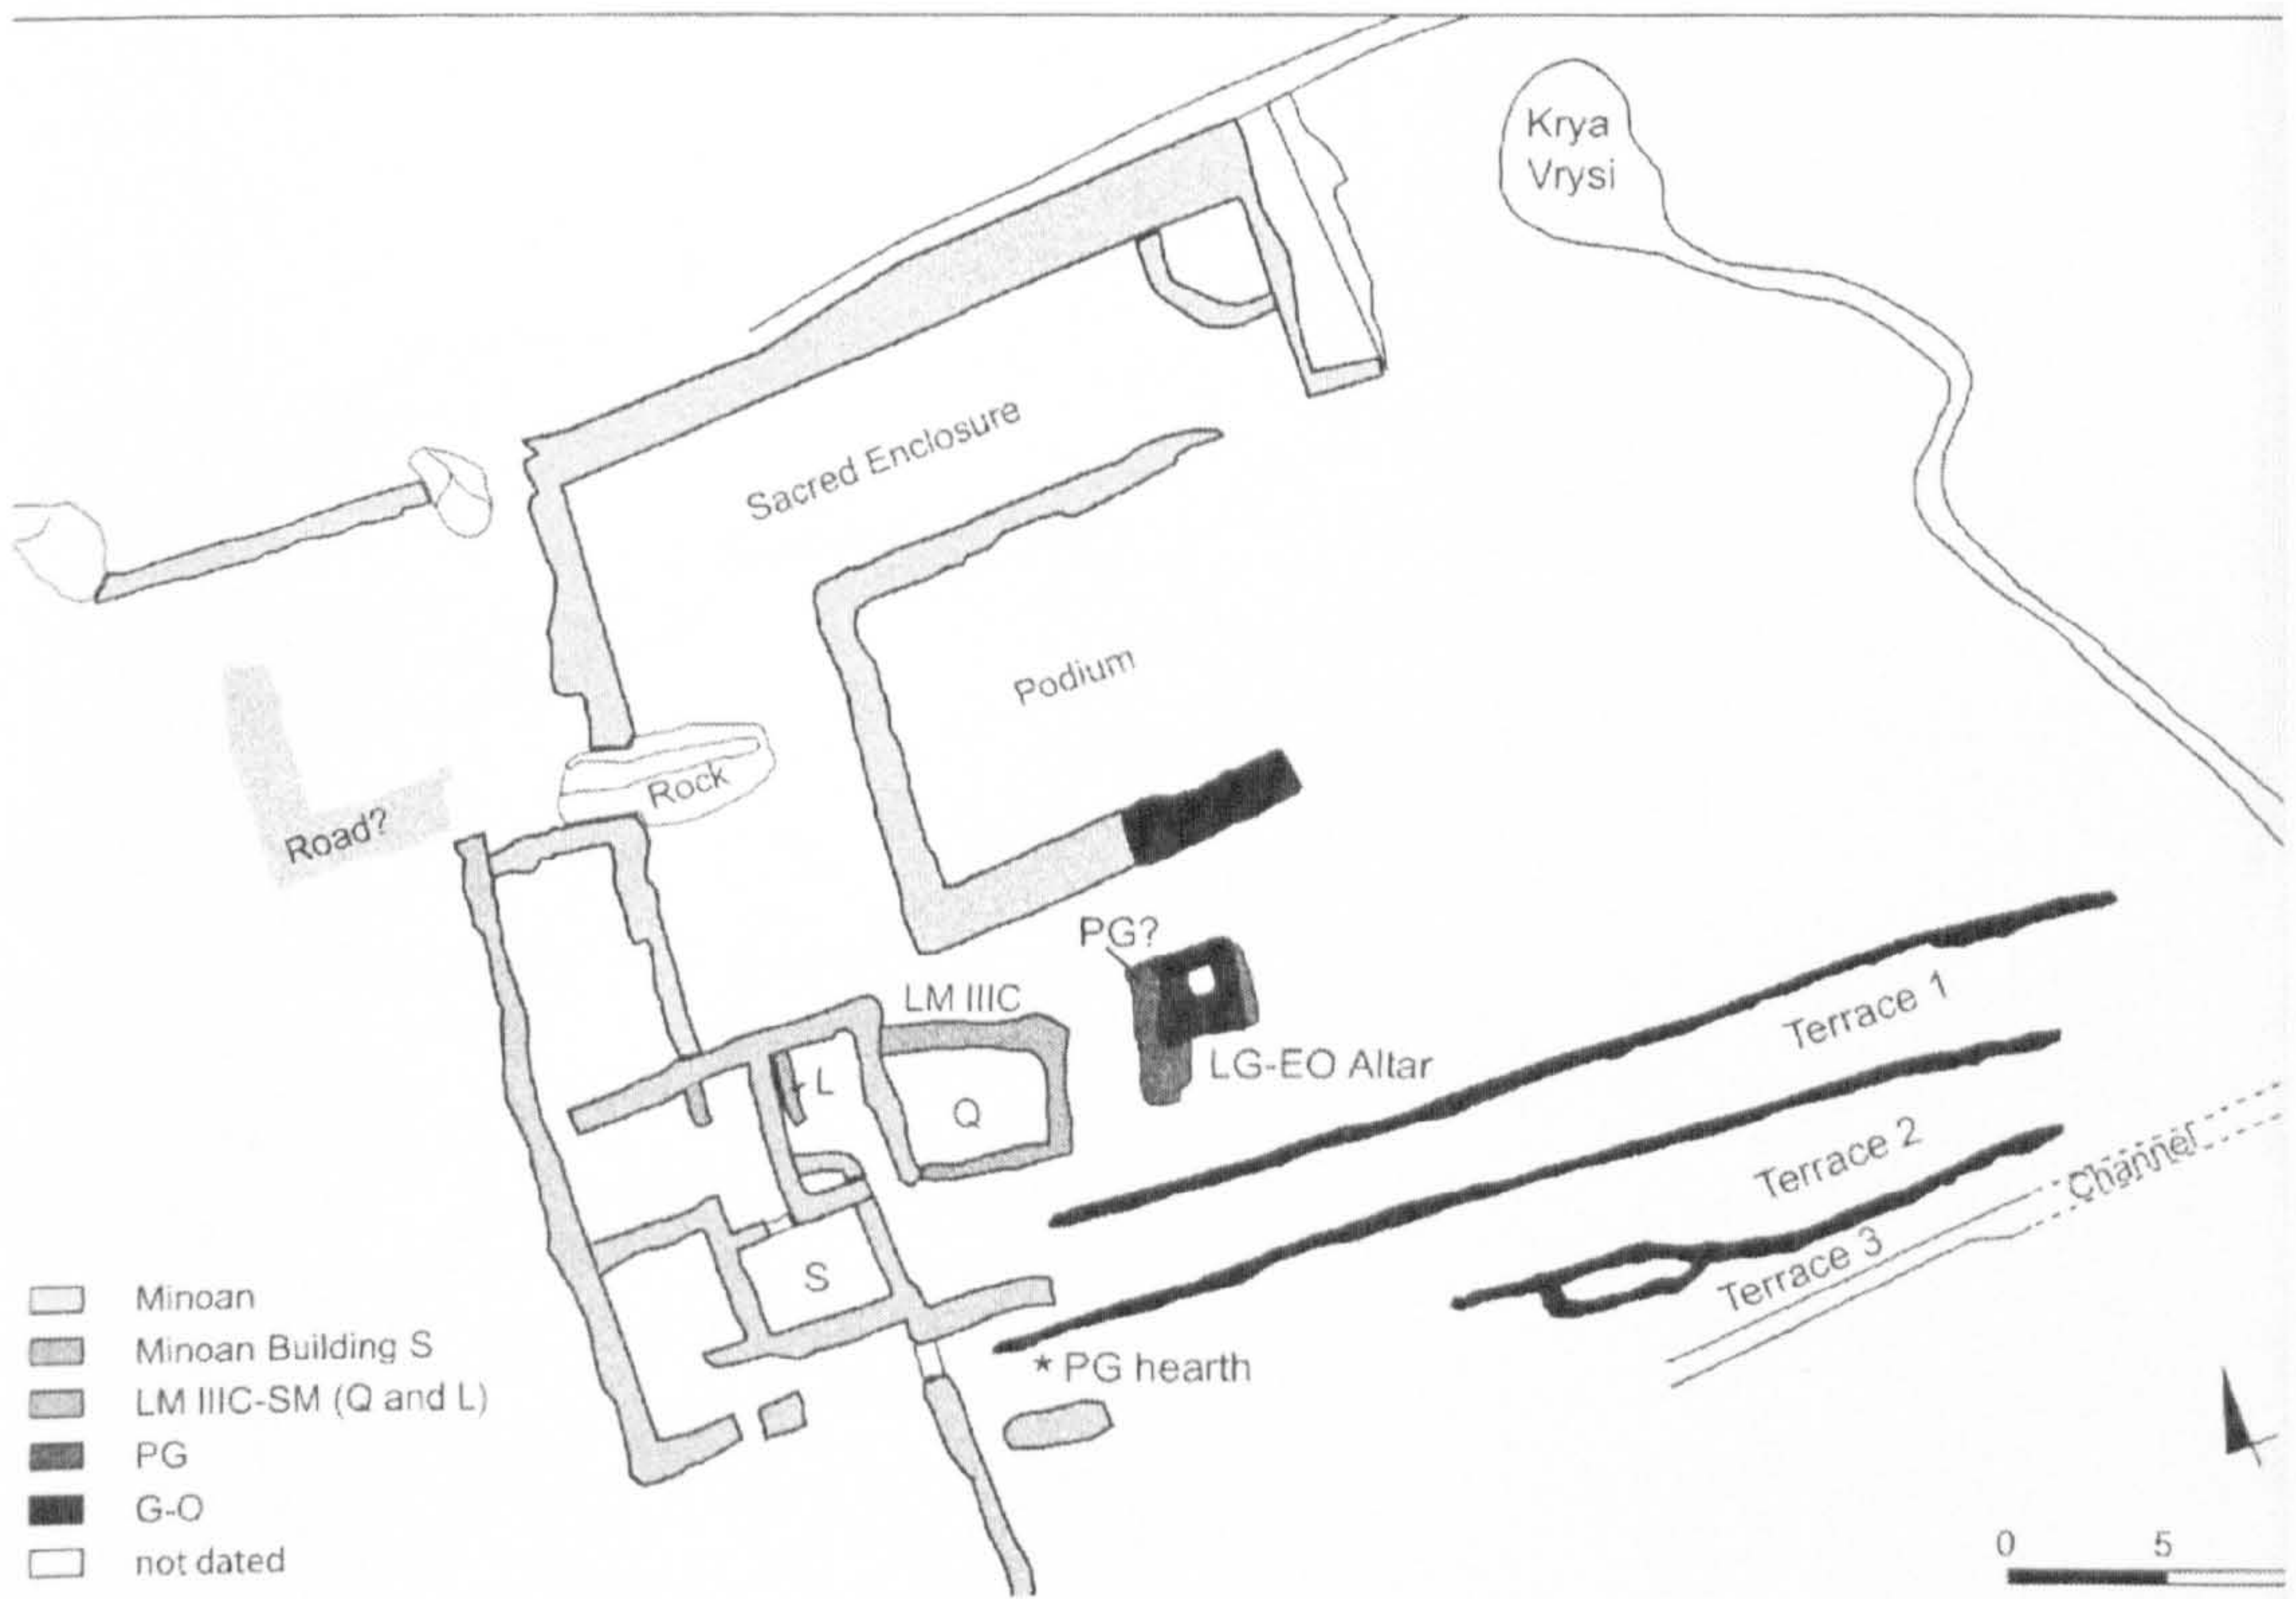 Krya
Vrysi
Sacred Enclosure
Podium
Rock
Road?
PG?
LM IIIC
LG-EO Altar
L
Q
S
Terrace 1
Terrace 2
Terrace 3
Channel
* PG hearth
Minoan
Minoan Building S
LM IIIC-SM (Q and L)
PG
G-O
not dated
0 5